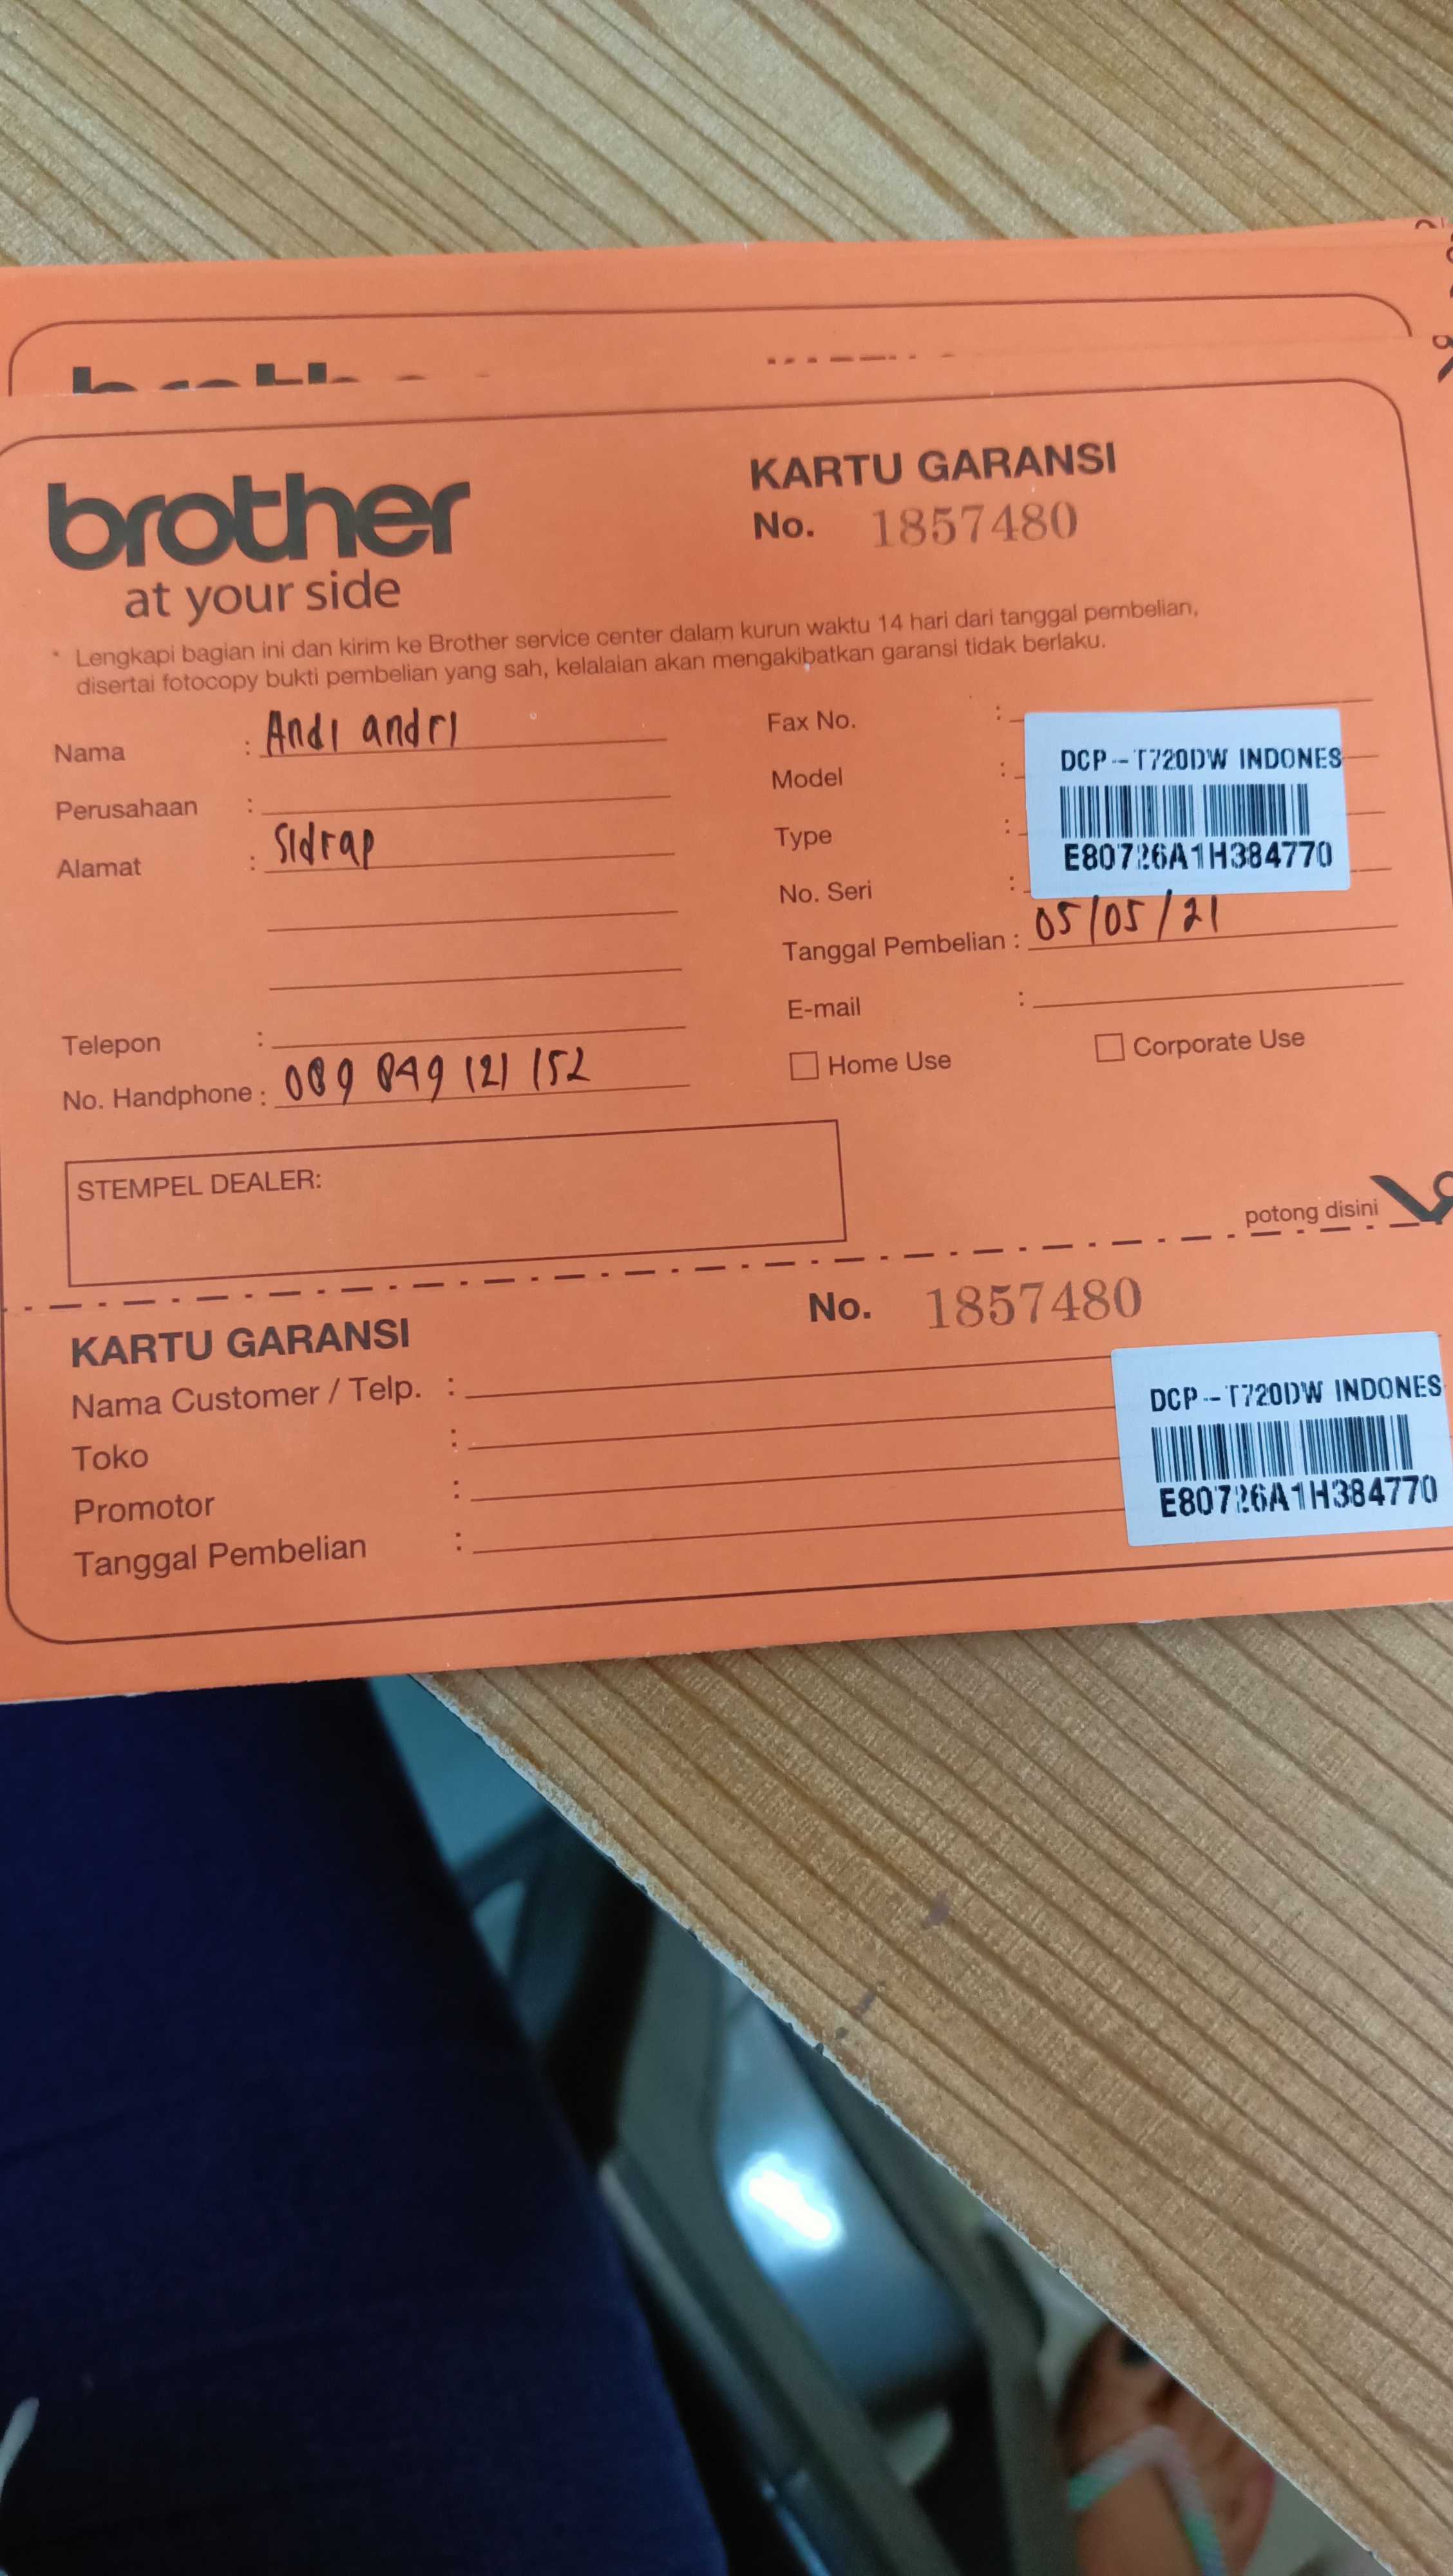 brother
at your side
KARTU GARANSI
No. 1857480
* Lengkapi bagian ini dan kirim ke Brother service center dalam kurun waktu 14 hari dari tanggal pembelian,
disertai fotocopy bukti pembelian yang sah, kelalaian akan mengakibatkan garansi tidak berlaku.
Nama : Andi andri
Perusahaan :
Alamat : Sidrap
Telepon :
No. Handphone : 089 849 121 152
Fax No. :
Model :
Type :
No. Seri :
DCP-T720DW INDONES
E80726A1H384770
Tanggal Pembelian : 05/05/21
E-mail :
Home Use
Corporate Use
STEMPEL DEALER:
potong disini
KARTU GARANSI
No. 1857480
Nama Customer / Telp. :
Toko :
Promotor :
Tanggal Pembelian :
DCP-T720DW INDONES
E80726A1H384770